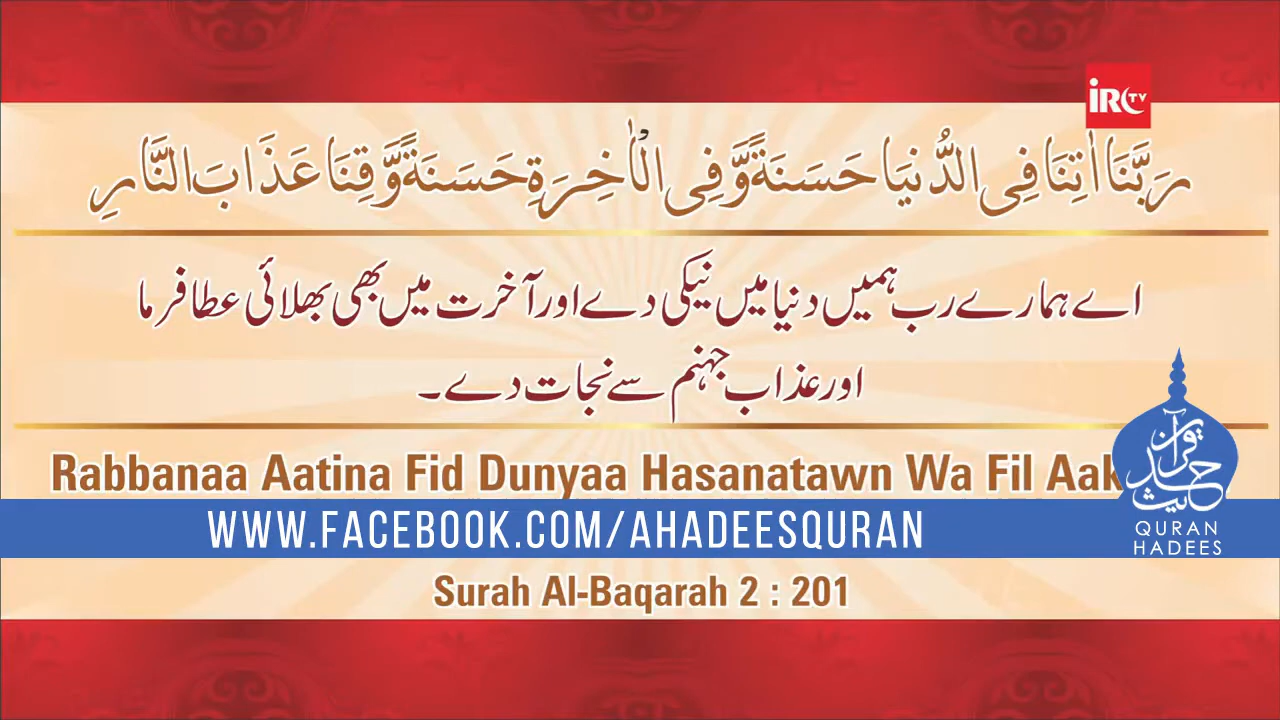 iRC TV
رَبَّنَا اٰتِنَا فِی الدُّنْیَا حَسَنَةً وَّفِی الْاٰخِرَةِ حَسَنَةً وَّقِنَا عَذَابَ النَّارِ
اے ہمارے رب ہمیں دنیا میں نیکی دے اور آخرت میں بھی بھلائی عطا فرما
اور عذاب جہنم سے نجات دے۔
Rabbanaa Aatina Fid Dunyaa Hasanatawn Wa Fil Aak
WWW.FACEBOOK.COM/AHADEESQURAN
قرآن حدیث
QURAN
HADEES
Surah Al-Baqarah 2 : 201